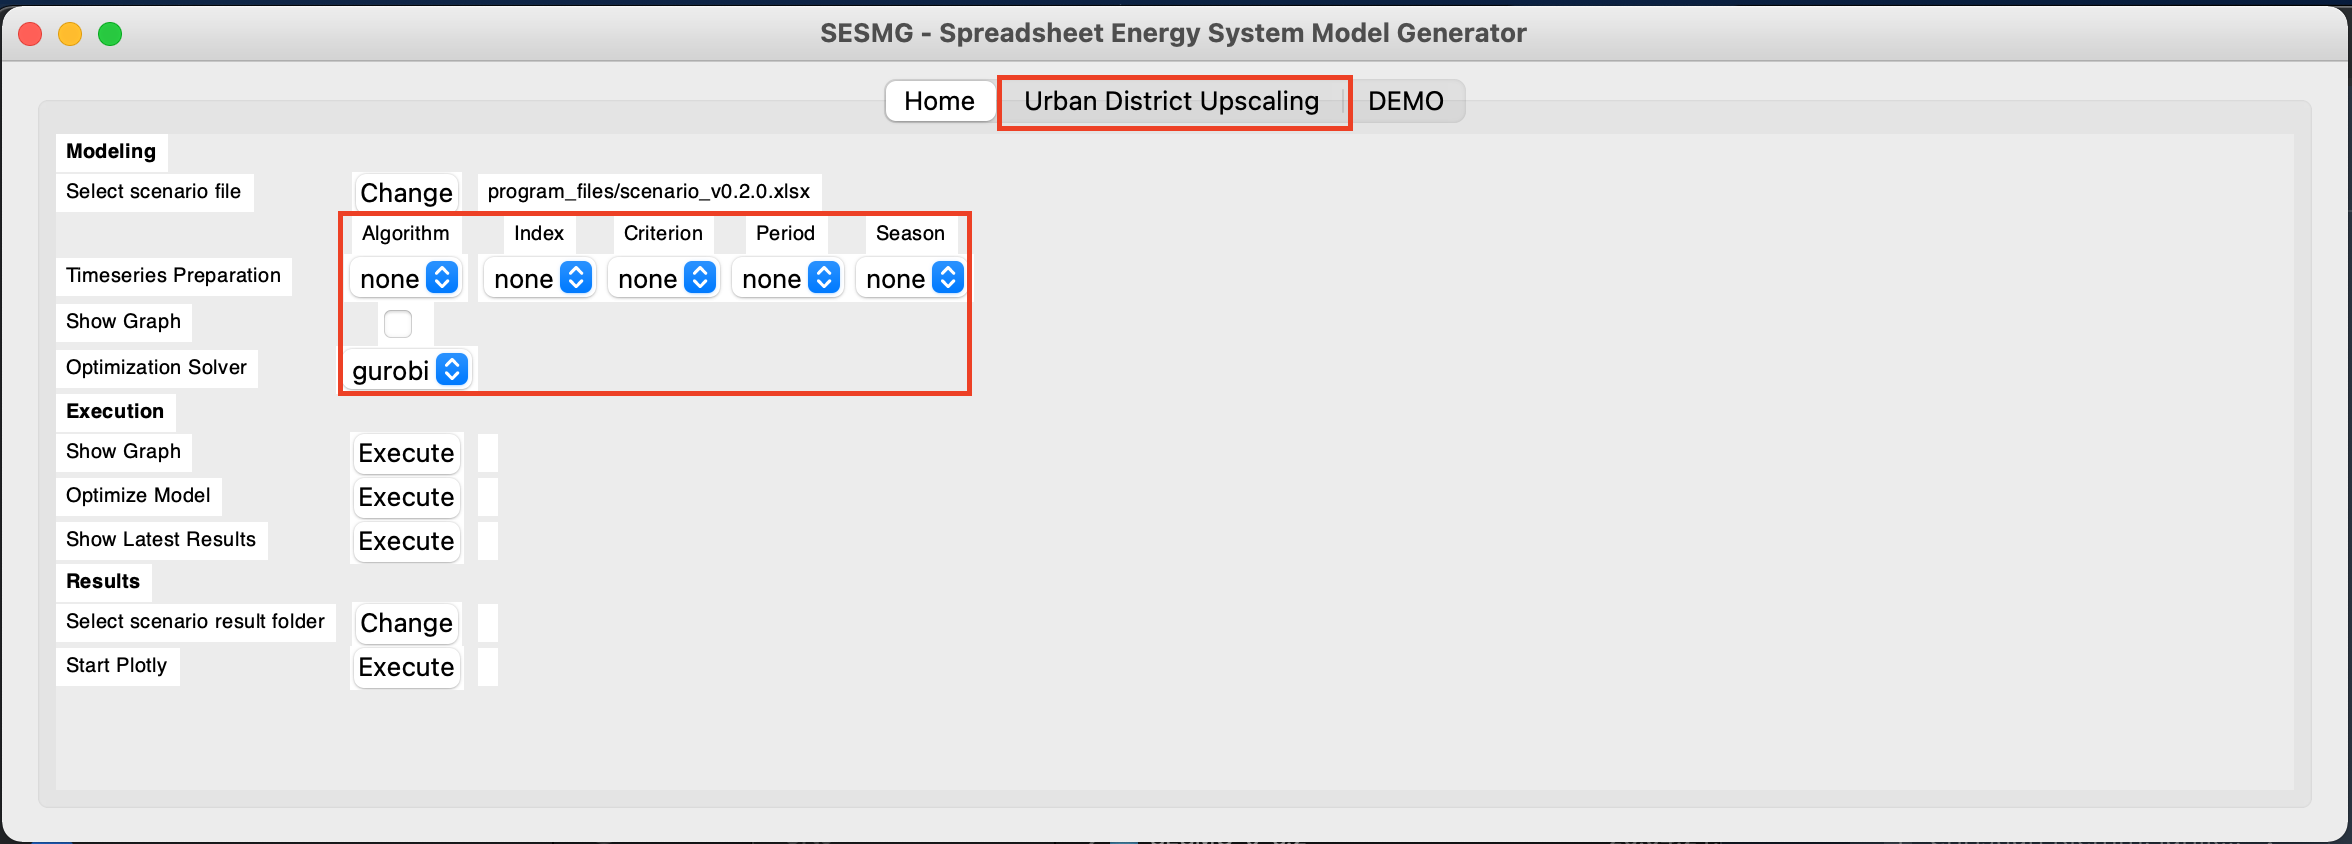 SESMG - Spreadsheet Energy System Model Generator
Home Urban District Upscaling DEMO
Modeling
Select scenario file Change program_files/scenario_v0.2.0.xlsx
Algorithm Index Criterion Period Season
Timeseries Preparation none none none none none
Show Graph
Optimization Solver gurobi
Execution
Show Graph Execute
Optimize Model Execute
Show Latest Results Execute
Results
Select scenario result folder Change
Start Plotly Execute